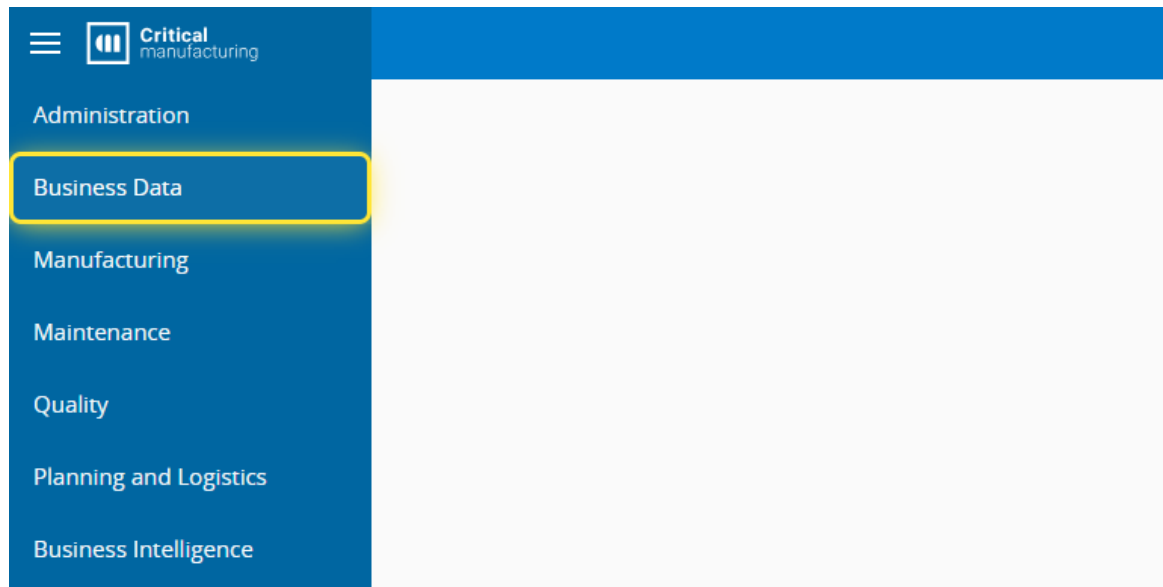 Critical
manufacturing
Administration
Business Data
Manufacturing
Maintenance
Quality
Planning and Logistics
Business Intelligence